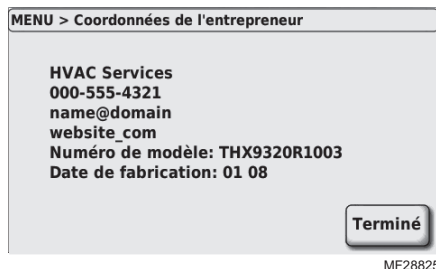 MENU > Coordonnées de l'entrepreneur
HVAC Services
000-555-4321
name@domain
website_com
Numéro de modèle: THX9320R1003
Date de fabrication: 01 08
Terminé
MF28825